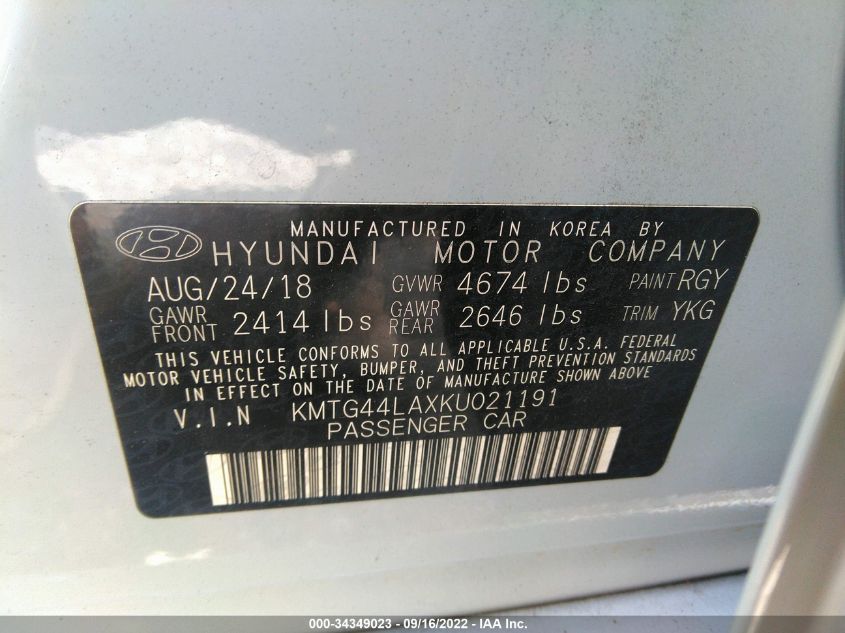 MANUFACTURED IN KOREA BY
HYUNDAI MOTOR COMPANY
AUG/24/18 GVWR 4674 lbs PAINT RGY
GAWR FRONT 2414 lbs GAWR REAR 2646 lbs TRIM YKG
THIS VEHICLE CONFORMS TO ALL APPLICABLE U.S.A. FEDERAL
MOTOR VEHICLE SAFETY, BUMPER, AND THEFT PREVENTION STANDARDS
IN EFFECT ON THE DATE OF MANUFACTURE SHOWN ABOVE
V.I.N KMTG44LAXKU021191
PASSENGER CAR
000-34349023 - 09/16/2022 - IAA Inc.